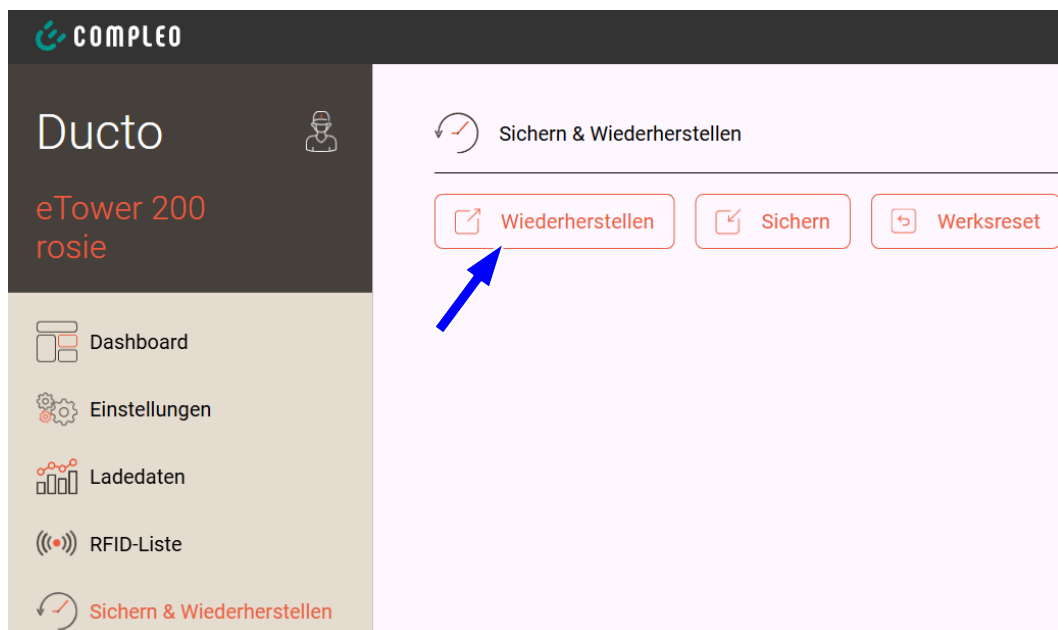 COMPLEO
Ducto
eTower 200
rosie
Dashboard
Einstellungen
Ladedaten
RFID-Liste
Sichern & Wiederherstellen
Sichern & Wiederherstellen
Wiederherstellen Sichern Werksreset